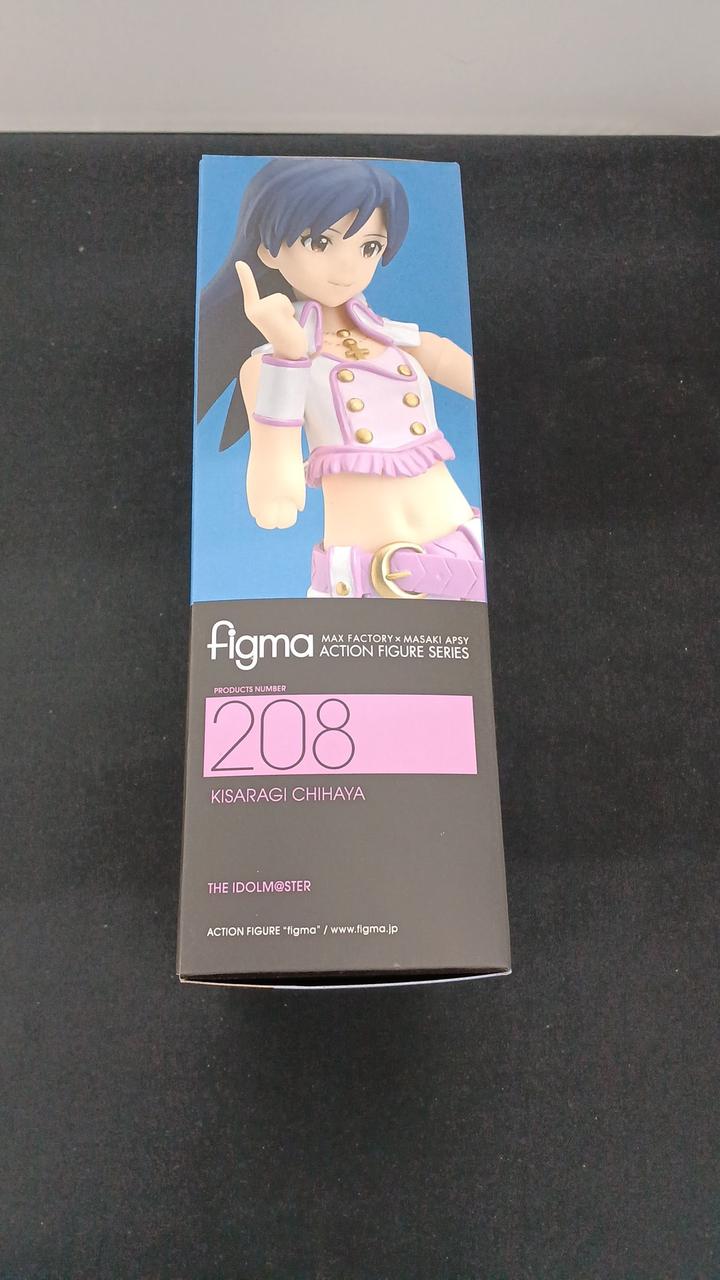 figma MAX FACTORY × MASAKI APSY
ACTION FIGURE SERIES
PRODUCTS NUMBER
208
KISARAGI CHIHAYA
THE IDOLM@STER
ACTION FIGURE "figma" / www.figma.jp